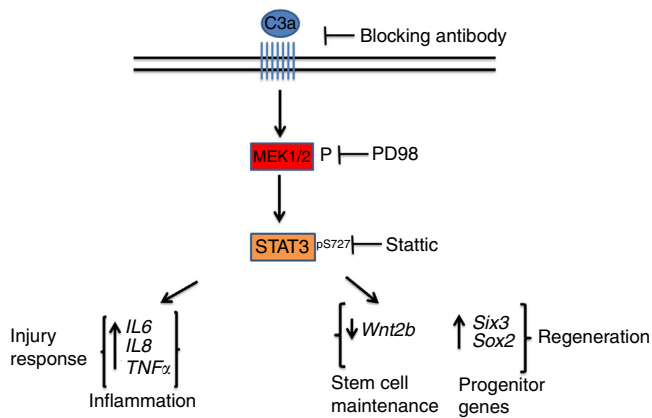 C3a
Blocking antibody
MEK1/2 P
PD98
STAT3 pS727
Stattic
Injury
response
IL6
IL8
TNFα
Inflammation
Wnt2b
Stem cell
maintenance
Six3
Sox2
Progenitor
genes
Regeneration